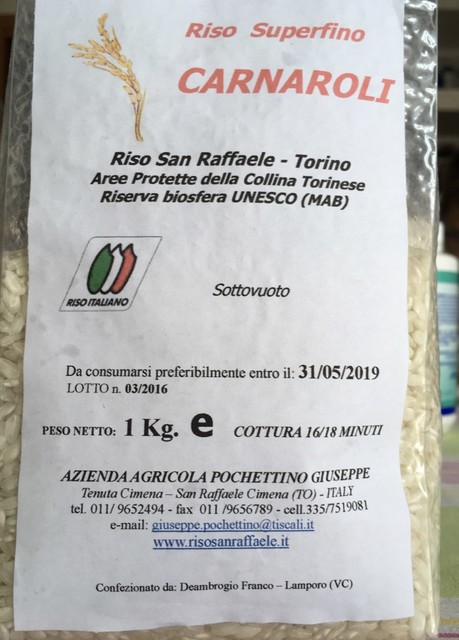 Riso Superfino
CARNAROLI
Riso San Raffaele - Torino
Aree Protette della Collina Torinese
Riserva biosfera UNESCO (MAB)
RISO ITALIANO
Sottovuoto
Da consumarsi preferibilmente entro il: 31/05/2019
LOTTO n. 03/2016
PESO NETTO: 1 Kg. e COTTURA 16/18 MINUTI
AZIENDA AGRICOLA POCHETTINO GIUSEPPE
Tenuta Cimena – San Raffaele Cimena (TO) - ITALY
tel. 011/ 9652494 - fax 011 /9656789 - cell.335/7519081
e-mail: giuseppe.pochettino@tiscali.it
www.risosanraffaele.it
Confezionato da: Deambrogio Franco – Lamporo (VC)